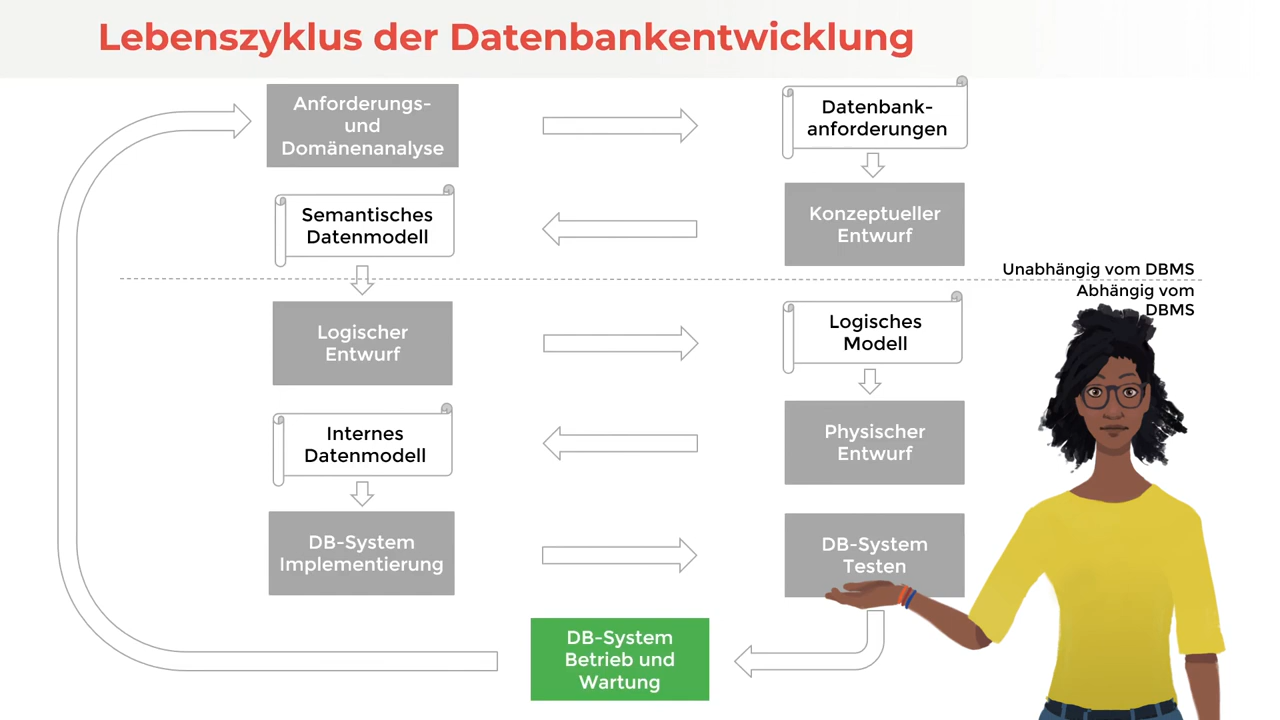 Lebenszyklus der Datenbankentwicklung
Anforderungs-
und
Domänenanalyse
Datenbank-
anforderungen
Semantisches
Datenmodell
Konzeptueller
Entwurf
Unabhängig vom DBMS
Abhängig vom
DBMS
Logischer
Entwurf
Logisches
Modell
Internes
Datenmodell
Physischer
Entwurf
DB-System
Implementierung
DB-System
Testen
DB-System
Betrieb und
Wartung